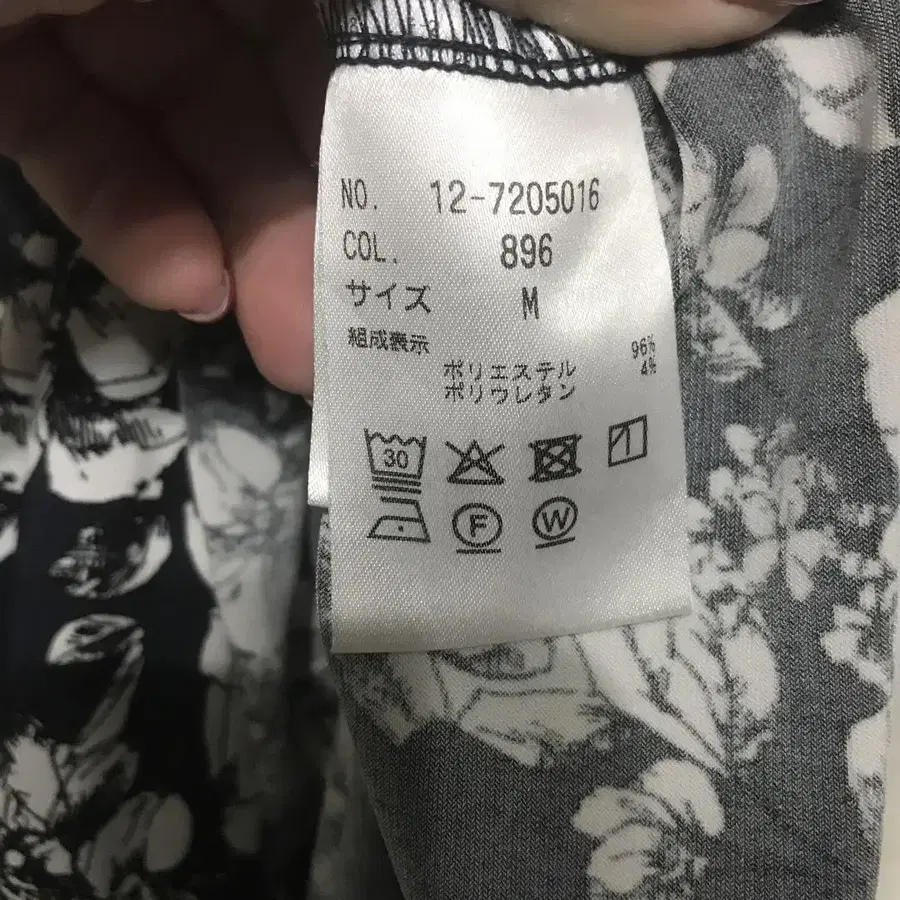 NO. 12-7205016
COL. 896
サイズ M
組成表示
ポリエステル 96%
ポリウレタン 4%
30
F W